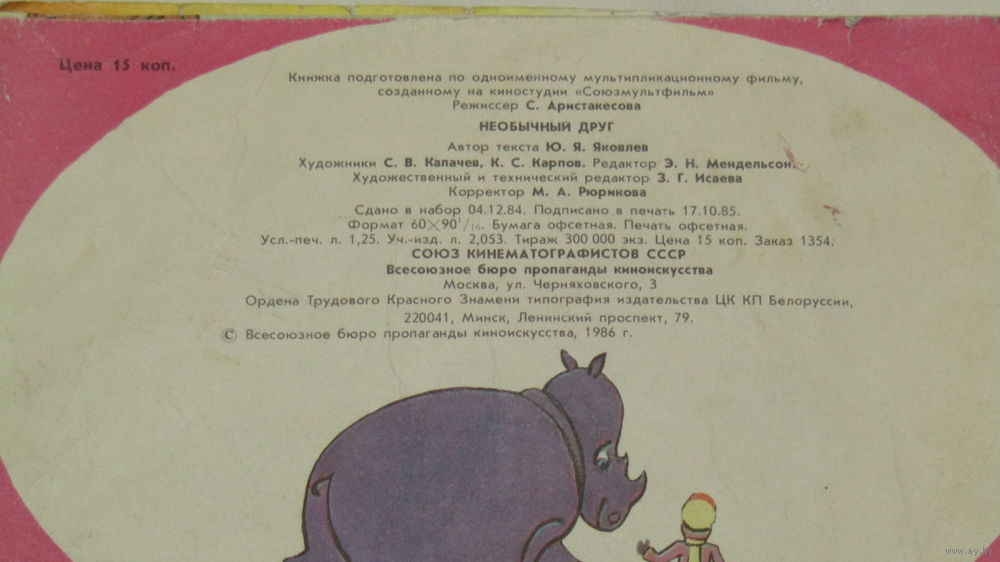 Цена 15 коп.
Книжка подготовлена по одноименному мультипликационному фильму,
созданному на киностудии «Союзмультфильм»
Режиссер С. Аристакесова
НЕОБЫЧНЫЙ ДРУГ
Автор текста Ю. Я. Яковлев
Художники С. В. Калачев, К. С. Карпов. Редактор Э. Н. Мендельсон.
Художественный и технический редактор З. Г. Исаева
Корректор М. А. Рюрикова
Сдано в набор 04.12.84. Подписано в печать 17.10.85.
Формат 60×90¹/₁₆. Бумага офсетная. Печать офсетная.
Усл.-печ. л. 1,25. Уч.-изд. л. 2,053. Тираж 300 000 экз. Цена 15 коп. Заказ 1354.
СОЮЗ КИНЕМАТОГРАФИСТОВ СССР
Всесоюзное бюро пропаганды киноискусства
Москва, ул. Черняховского, 3
Ордена Трудового Красного Знамени типография издательства ЦК КП Белоруссии,
220041, Минск, Ленинский проспект, 79.
© Всесоюзное бюро пропаганды киноискусства, 1986 г.
www.ay.by